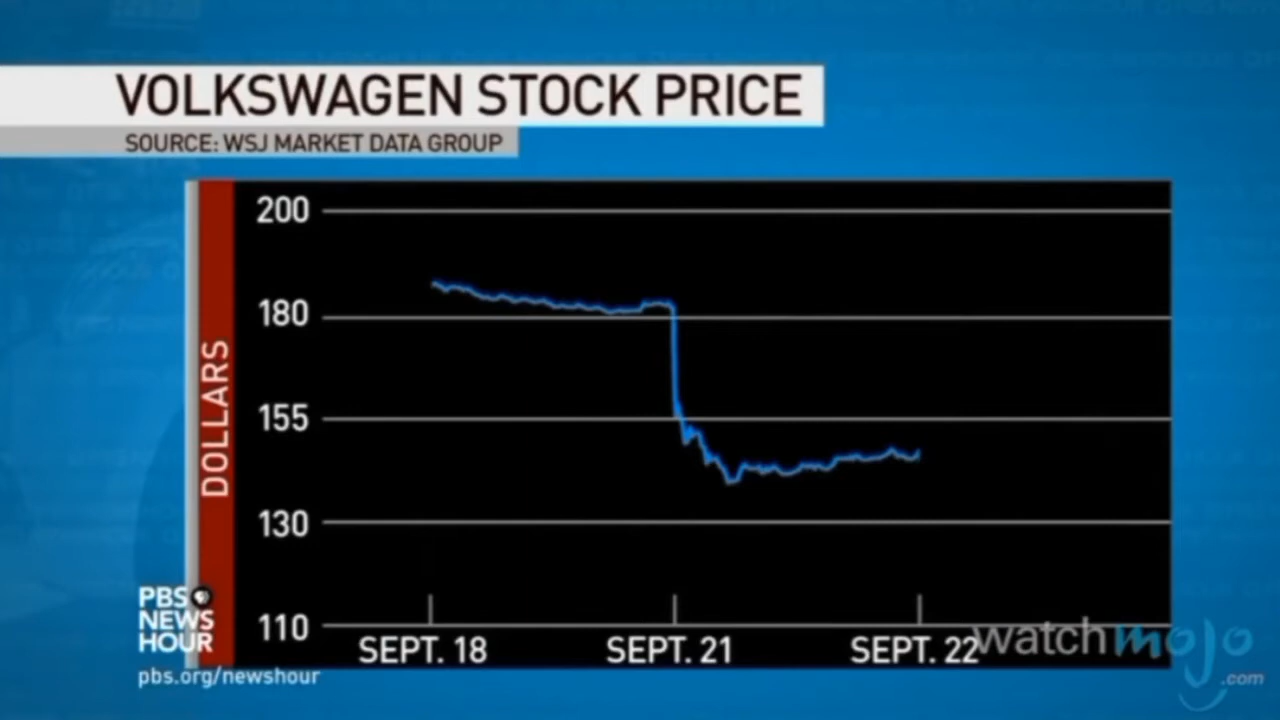 VOLKSWAGEN STOCK PRICE
SOURCE: WSJ MARKET DATA GROUP
200
180
155
130
110
DOLLARS
SEPT. 18 SEPT. 21 SEPT. 22
PBS
NEWS
HOUR
pbs.org/newshour
watchmojo
.com